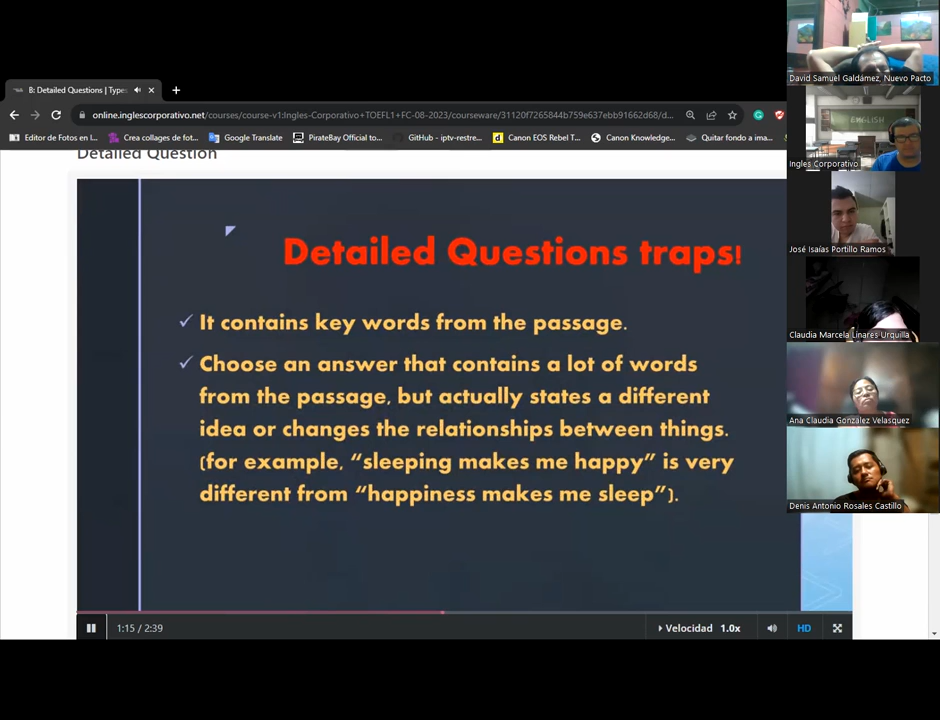 B: Detailed Questions | Type
online.inglescorporativo.net/courses/course-v1:Ingles-Corporativo+TOEFL1+FC-08-2023/courseware/31120f7265844b759e637ebb91662d68/d...
Editor de Fotos en l...
Crea collages de fot...
Google Translate
PirateBay Official to...
GitHub - iptv-restre...
Canon EOS Rebel T...
Canon Knowledge...
Quitar fondo a ima...
Detailed Question
Detailed Questions traps!
✓ It contains key words from the passage.
✓ Choose an answer that contains a lot of words
from the passage, but actually states a different
idea or changes the relationships between things.
(for example, “sleeping makes me happy” is very
different from “happiness makes me sleep”).
1:15 / 2:39
Velocidad 1.0x
HD
David Samuel Galdámez, Nuevo Pacto
ENGLISH
Ingles Corporativo
José Isaías Portillo Ramos
Claudia Marcela Linares Urquilla
Ana Claudia González Velasquez
Denis Antonio Rosales Castillo